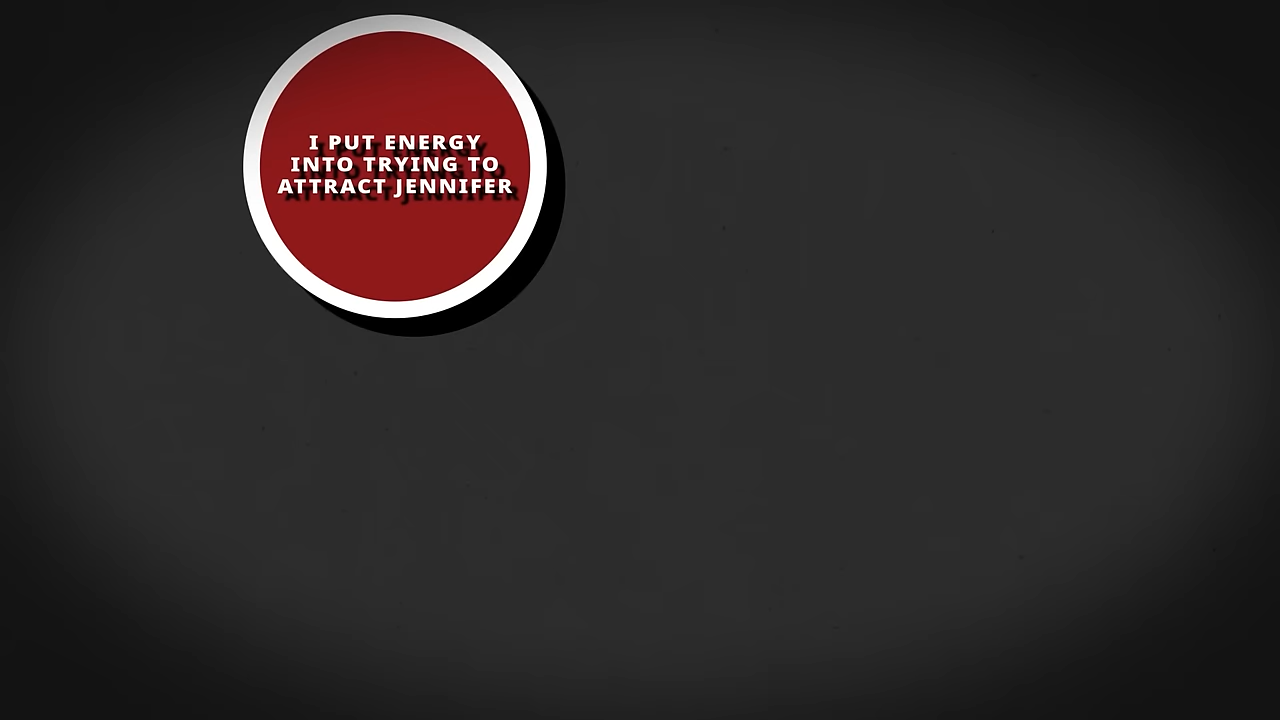 I PUT ENERGY
INTO TRYING TO
ATTRACT JENNIFER